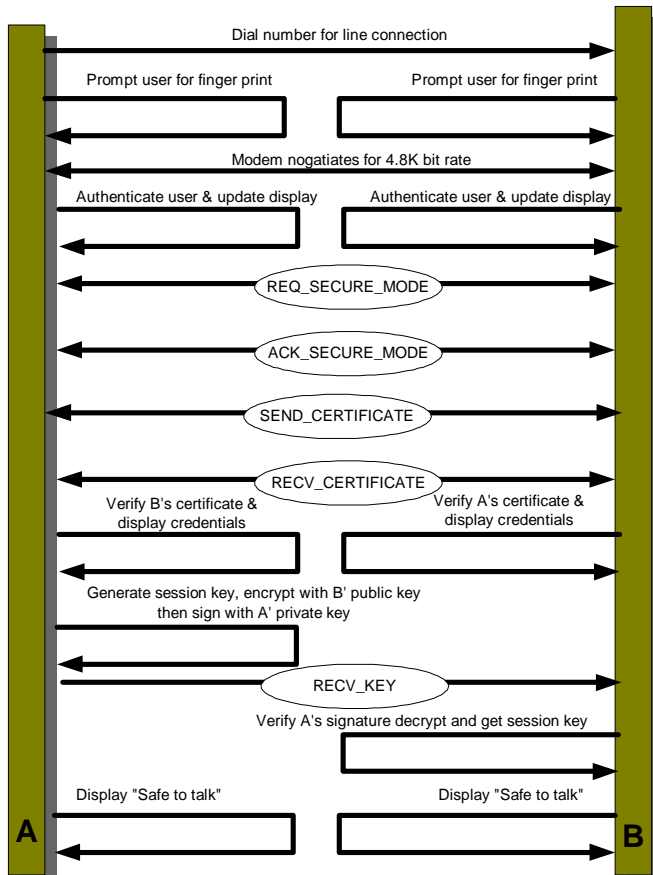 Dial number for line connection
Prompt user for finger print
Prompt user for finger print
Modem nogatiates for 4.8K bit rate
Authenticate user & update display
Authenticate user & update display
REQ_SECURE_MODE
ACK_SECURE_MODE
SEND_CERTIFICATE
RECV_CERTIFICATE
Verify B's certificate &
display credentials
Verify A's certificate &
display credentials
Generate session key, encrypt with B' public key
then sign with A' private key
RECV_KEY
Verify A's signature decrypt and get session key
Display "Safe to talk"
Display "Safe to talk"
A
B